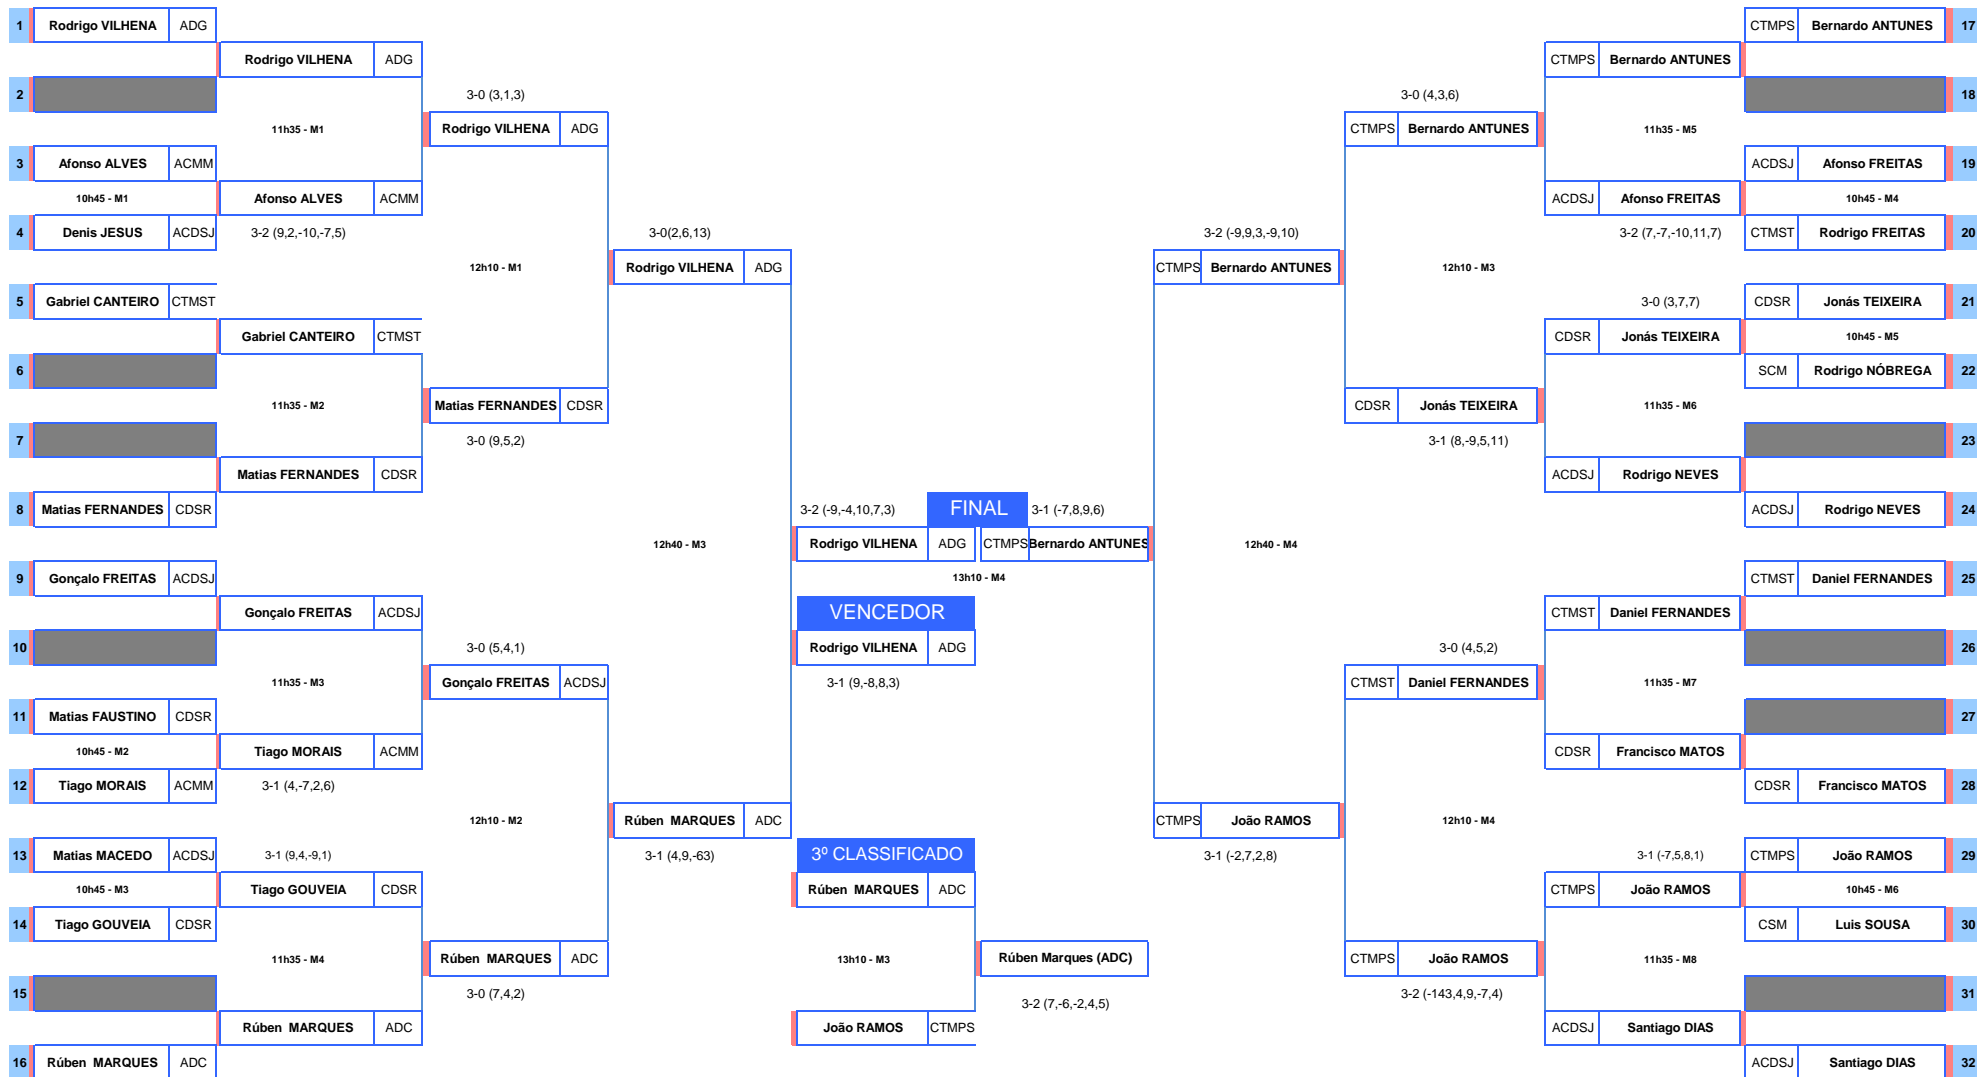 1 Rodrigo VILHENA ADG CTMPS Bernardo ANTUNES 17
Rodrigo VILHENA ADG CTMPS Bernardo ANTUNES
2 3-0 (3,1,3) 3-0 (4,3,6) 18
11h35 - M1 Rodrigo VILHENA ADG CTMPS Bernardo ANTUNES 11h35 - M5
3 Afonso ALVES ACMM ACDSJ Afonso FREITAS 19
10h45 - M1 Afonso ALVES ACMM ACDSJ Afonso FREITAS 10h45 - M4
4 Denis JESUS ACDSJ 3-2 (9,2,-10,-7,5) 3-0(2,6,13) 3-2 (-9,9,3,-9,10) 3-2 (7,-7,-10,11,7) CTMST Rodrigo FREITAS 20
12h10 - M1 Rodrigo VILHENA ADG CTMPS Bernardo ANTUNES 12h10 - M3
5 Gabriel CANTEIRO CTMST 3-0 (3,7,7) CDSR Jonás TEIXEIRA 21
Gabriel CANTEIRO CTMST CDSR Jonás TEIXEIRA 10h45 - M5
6 SCM Rodrigo NÓBREGA 22
11h35 - M2 Matias FERNANDES CDSR CDSR Jonás TEIXEIRA 11h35 - M6
7 3-0 (9,5,2) 3-1 (8,-9,5,11) 23
Matias FERNANDES CDSR ACDSJ Rodrigo NEVES
8 Matias FERNANDES CDSR 3-2 (-9,-4,10,7,3) FINAL 3-1 (-7,8,9,6) ACDSJ Rodrigo NEVES 24
12h40 - M3 Rodrigo VILHENA ADG CTMPS Bernardo ANTUNES 12h40 - M4
9 Gonçalo FREITAS ACDSJ 13h10 - M4 CTMST Daniel FERNANDES 25
Gonçalo FREITAS ACDSJ VENCEDOR CTMST Daniel FERNANDES
10 3-0 (5,4,1) Rodrigo VILHENA ADG 3-0 (4,5,2) 26
11h35 - M3 Gonçalo FREITAS ACDSJ 3-1 (9,-8,8,3) CTMST Daniel FERNANDES 11h35 - M7
11 Matias FAUSTINO CDSR 27
10h45 - M2 Tiago MORAIS ACMM CDSR Francisco MATOS
12 Tiago MORAIS ACMM 3-1 (4,-7,2,6) CDSR Francisco MATOS 28
12h10 - M2 Rúben MARQUES ADC CTMPS João RAMOS 12h10 - M4
13 Matias MACEDO ACDSJ 3-1 (9,4,-9,1) 3-1 (4,9,-63) 3º CLASSIFICADO 3-1 (-2,7,2,8) 3-1 (-7,5,8,1) CTMPS João RAMOS 29
10h45 - M3 Tiago GOUVEIA CDSR Rúben MARQUES ADC CTMPS João RAMOS 10h45 - M6
14 Tiago GOUVEIA CDSR CSM Luis SOUSA 30
11h35 - M4 Rúben MARQUES ADC 13h10 - M3 Rúben Marques (ADC) CTMPS João RAMOS 11h35 - M8
15 3-0 (7,4,2) 3-2 (7,-6,-2,4,5) 3-2 (-143,4,9,-7,4) 31
Rúben MARQUES ADC João RAMOS CTMPS ACDSJ Santiago DIAS
16 Rúben MARQUES ADC ACDSJ Santiago DIAS 32